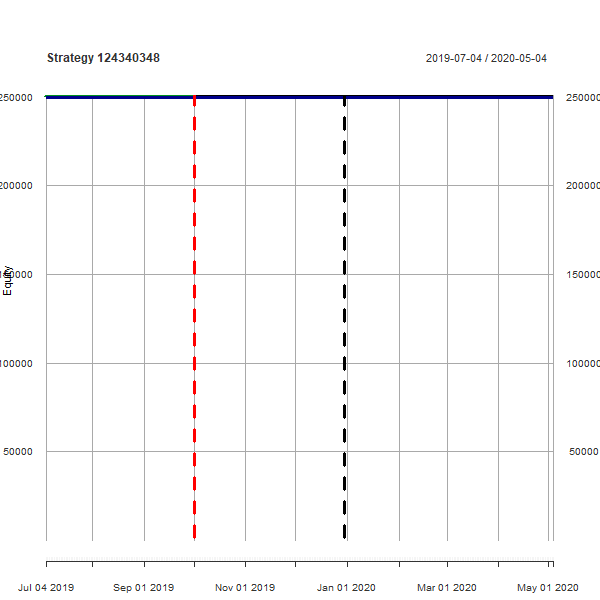 Strategy 124340348
2019-07-04 / 2020-05-04
250000
250000
200000
200000
150000
150000
100000
100000
50000
50000
Equity
Jul 04 2019
Sep 01 2019
Nov 01 2019
Jan 01 2020
Mar 01 2020
May 01 2020